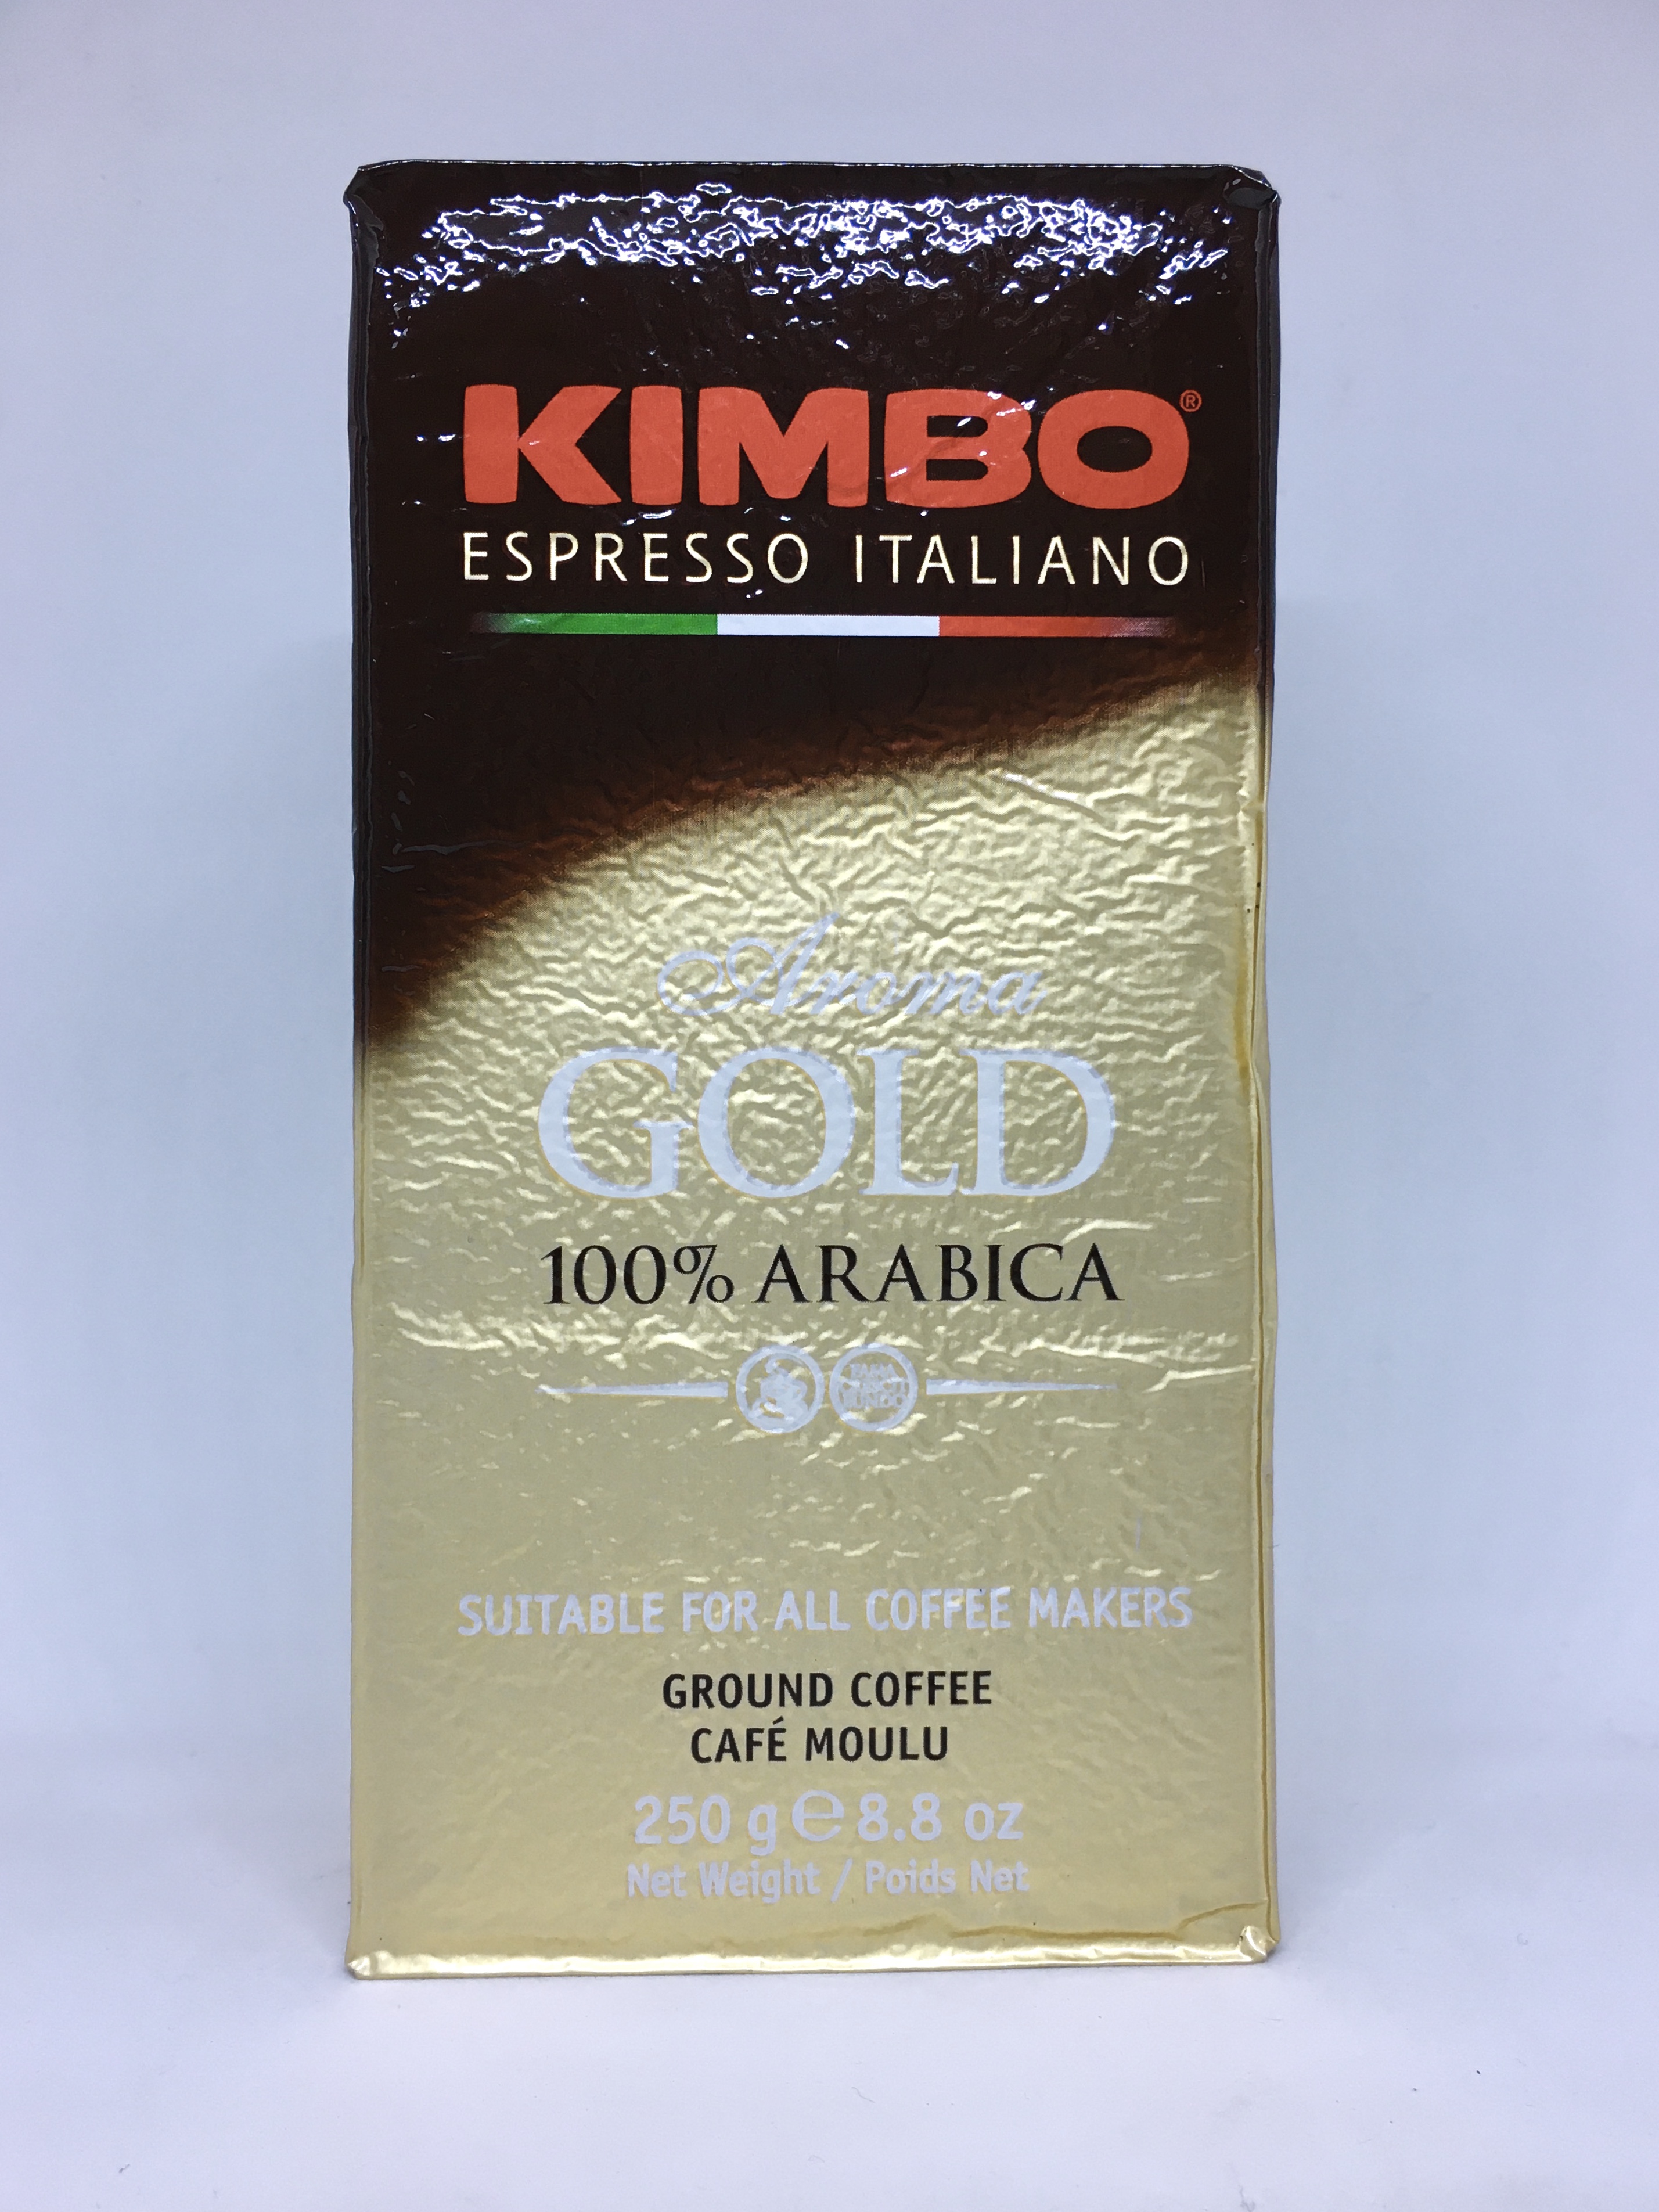 KIMBO®
ESPRESSO ITALIANO
Aroma
GOLD
100% ARABICA
SUITABLE FOR ALL COFFEE MAKERS
GROUND COFFEE
CAFÉ MOULU
250 g e 8.8 oz
Net Weight / Poids Net